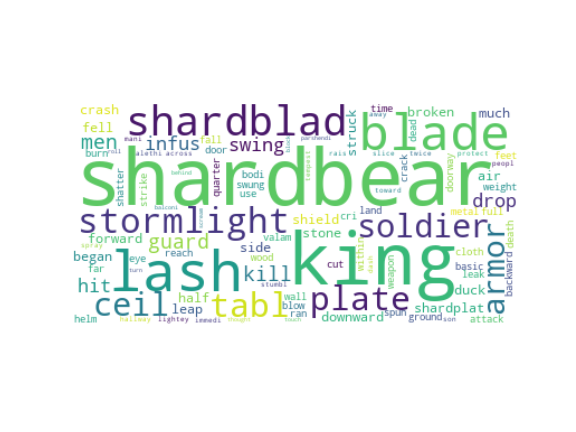 crash
fell
men
burn
shardblad
infus
swing
quarter
struck
time
broken
dead
much
blade
shardbear
stormlight
soldier
drop
air
weight
feet
peopl
doorway
crack
protect
slice
twice
away
parshendi
mani
roll
alethi
across
door
fall
shatter
strike
swung
use
bodi
block
behind
tempest
rais
toward
forward
guard
shield
cri
land
metal
full
stone
within
cloth
death
armor
backward
began
far
eye
reach
side
valam
wood
lash
king
weapon
dash
basic
leak
duck
hit
kill
stumbl
cut
ceil
half
leap
tabl
wall
blow
ran
plate
downward
spun
ground
son
shardplat
attack
helm
hallway
lightey
immedi
thought
touch
spray
turn
scream
balconi